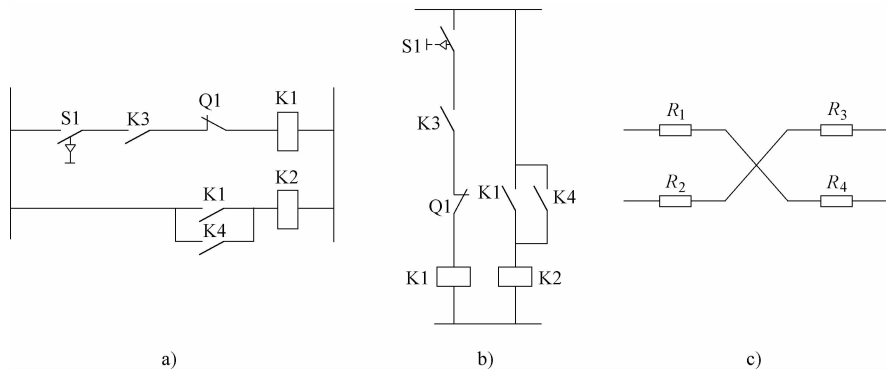 S1 K3 Q1 K1
K1 K2
K4
a)
S1
K3
Q1 K1 K4
K1 K2
b)
R1 R3
R2 R4
c)